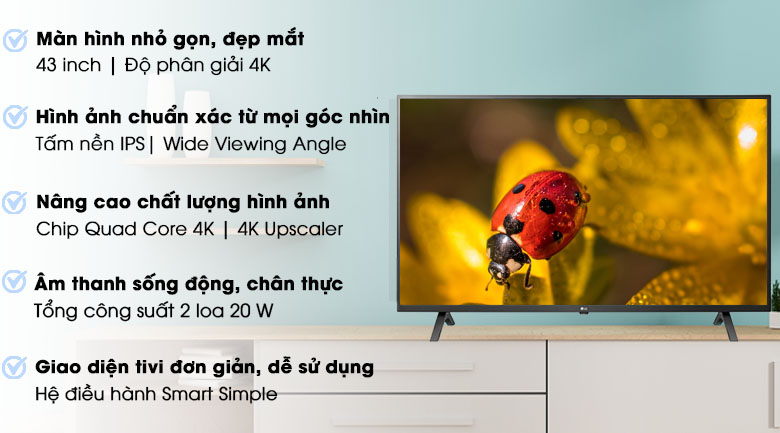 Màn hình nhỏ gọn, đẹp mắt
43 inch | Độ phân giải 4K
Hình ảnh chuẩn xác từ mọi góc nhìn
Tấm nền IPS| Wide Viewing Angle
Nâng cao chất lượng hình ảnh
Chip Quad Core 4K | 4K Upscaler
Âm thanh sống động, chân thực
Tổng công suất 2 loa 20 W
Giao diện tivi đơn giản, dễ sử dụng
Hệ điều hành Smart Simple
LG